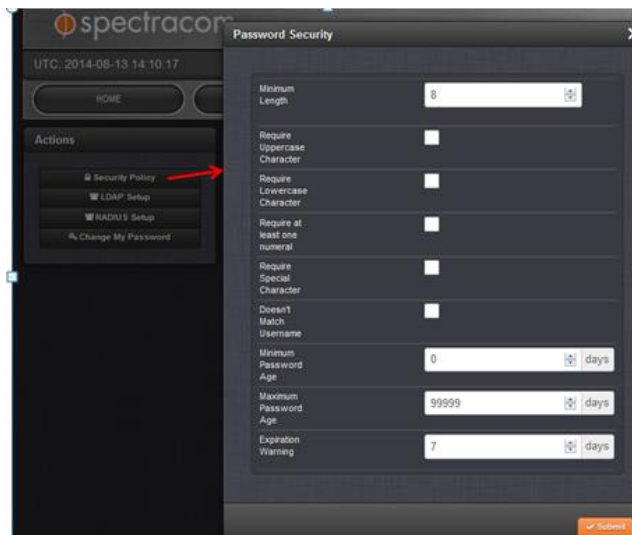 spectracom
UTC: 2014-08-13 14:10:17
HOME
Actions
Security Policy
LDAP Setup
RADIUS Setup
Change My Password
Password Security
Minimum
Length
8
Require
Uppercase
Character
Require
Lowercase
Character
Require at
least one
numeral
Require
Special
Character
Doesn't
Match
Username
Minimum
Password
Age
0
days
Maximum
Password
Age
99999
days
Expiration
Warning
7
days
Submit